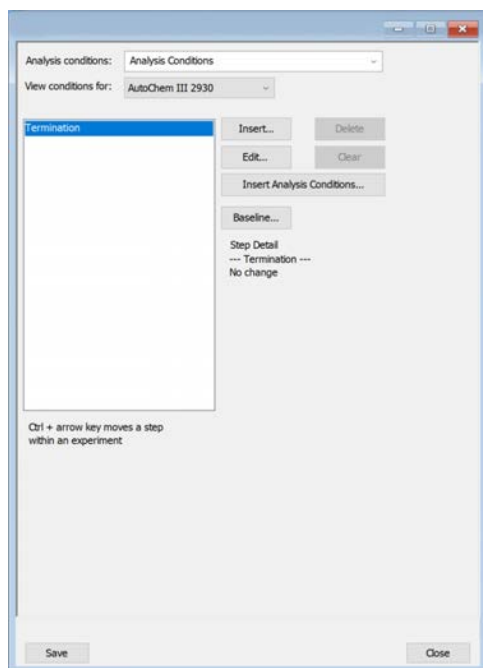 Analysis conditions: Analysis Conditions
View conditions for: AutoChem III 2930
Termination
Insert... Delete
Edit... Clear
Insert Analysis Conditions...
Baseline...
Step Detail
--- Termination ---
No change
Ctrl + arrow key moves a step
within an experiment
Save Close